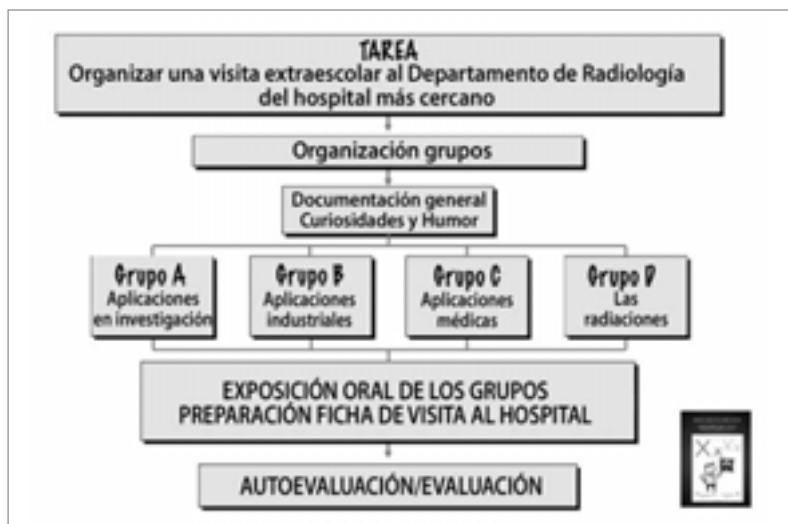 TAREA
Organizar una visita extraescolar al Departamento de Radiología
del hospital más cercano
Organización grupos
Documentación general
Curiosidades y Humor
Grupo A
Aplicaciones
en investigación
Grupo B
Aplicaciones
industriales
Grupo C
Aplicaciones
médicas
Grupo D
Las
radiaciones
EXPOSICIÓN ORAL DE LOS GRUPOS
PREPARACIÓN FICHA DE VISITA AL HOSPITAL
AUTOEVALUACIÓN/EVALUACIÓN